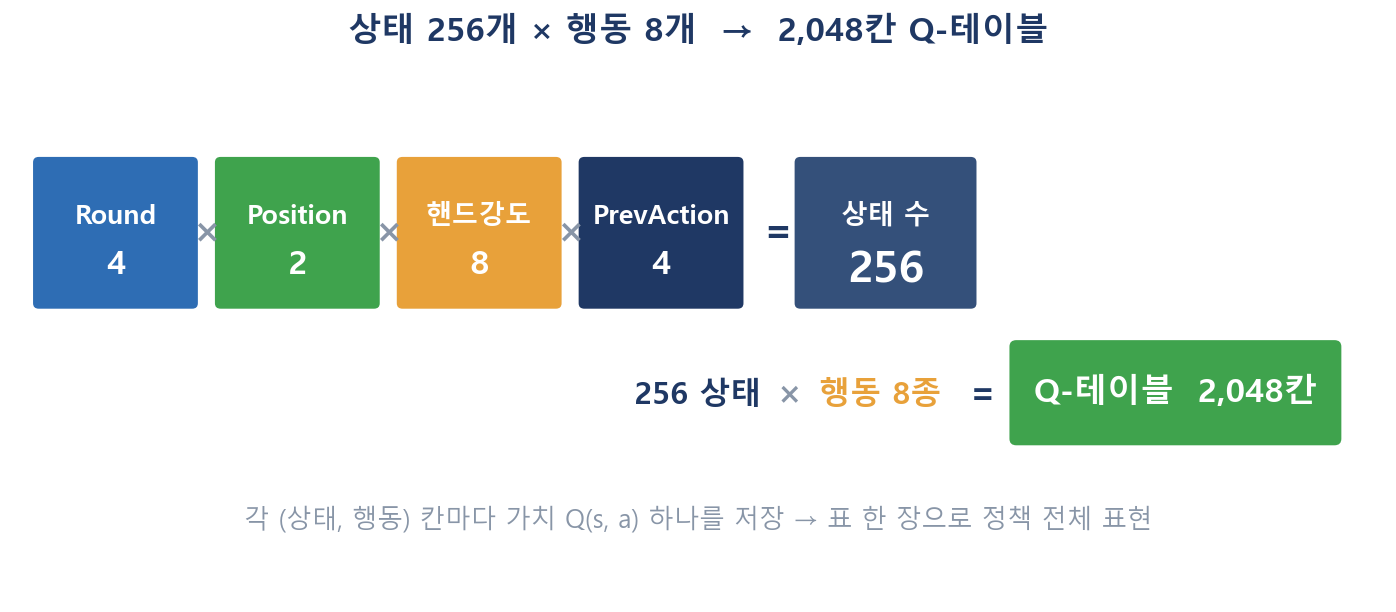 상태 256개 × 행동 8개 → 2,048칸 Q-테이블
Round × Position × 핸드강도 × PrevAction = 상태 수
4 2 8 4 256
256 상태 × 행동 8종 = Q-테이블 2,048칸
각 (상태, 행동) 칸마다 가치 Q(s, a) 하나를 저장 → 표 한 장으로 정책 전체 표현